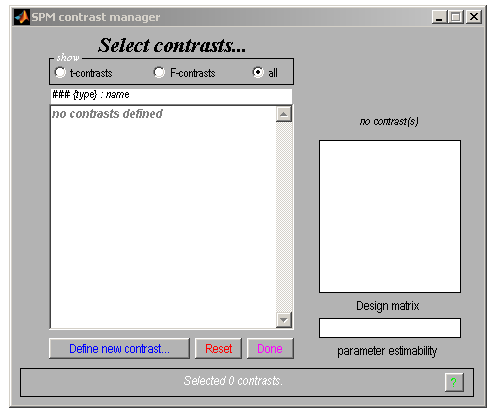 SPM contrast manager
Select contrasts...
show
t-contrasts F-contrasts all
### {type} : name
no contrasts defined
no contrast(s)
Design matrix
parameter estimability
Define new contrast... Reset Done
Selected 0 contrasts.
?